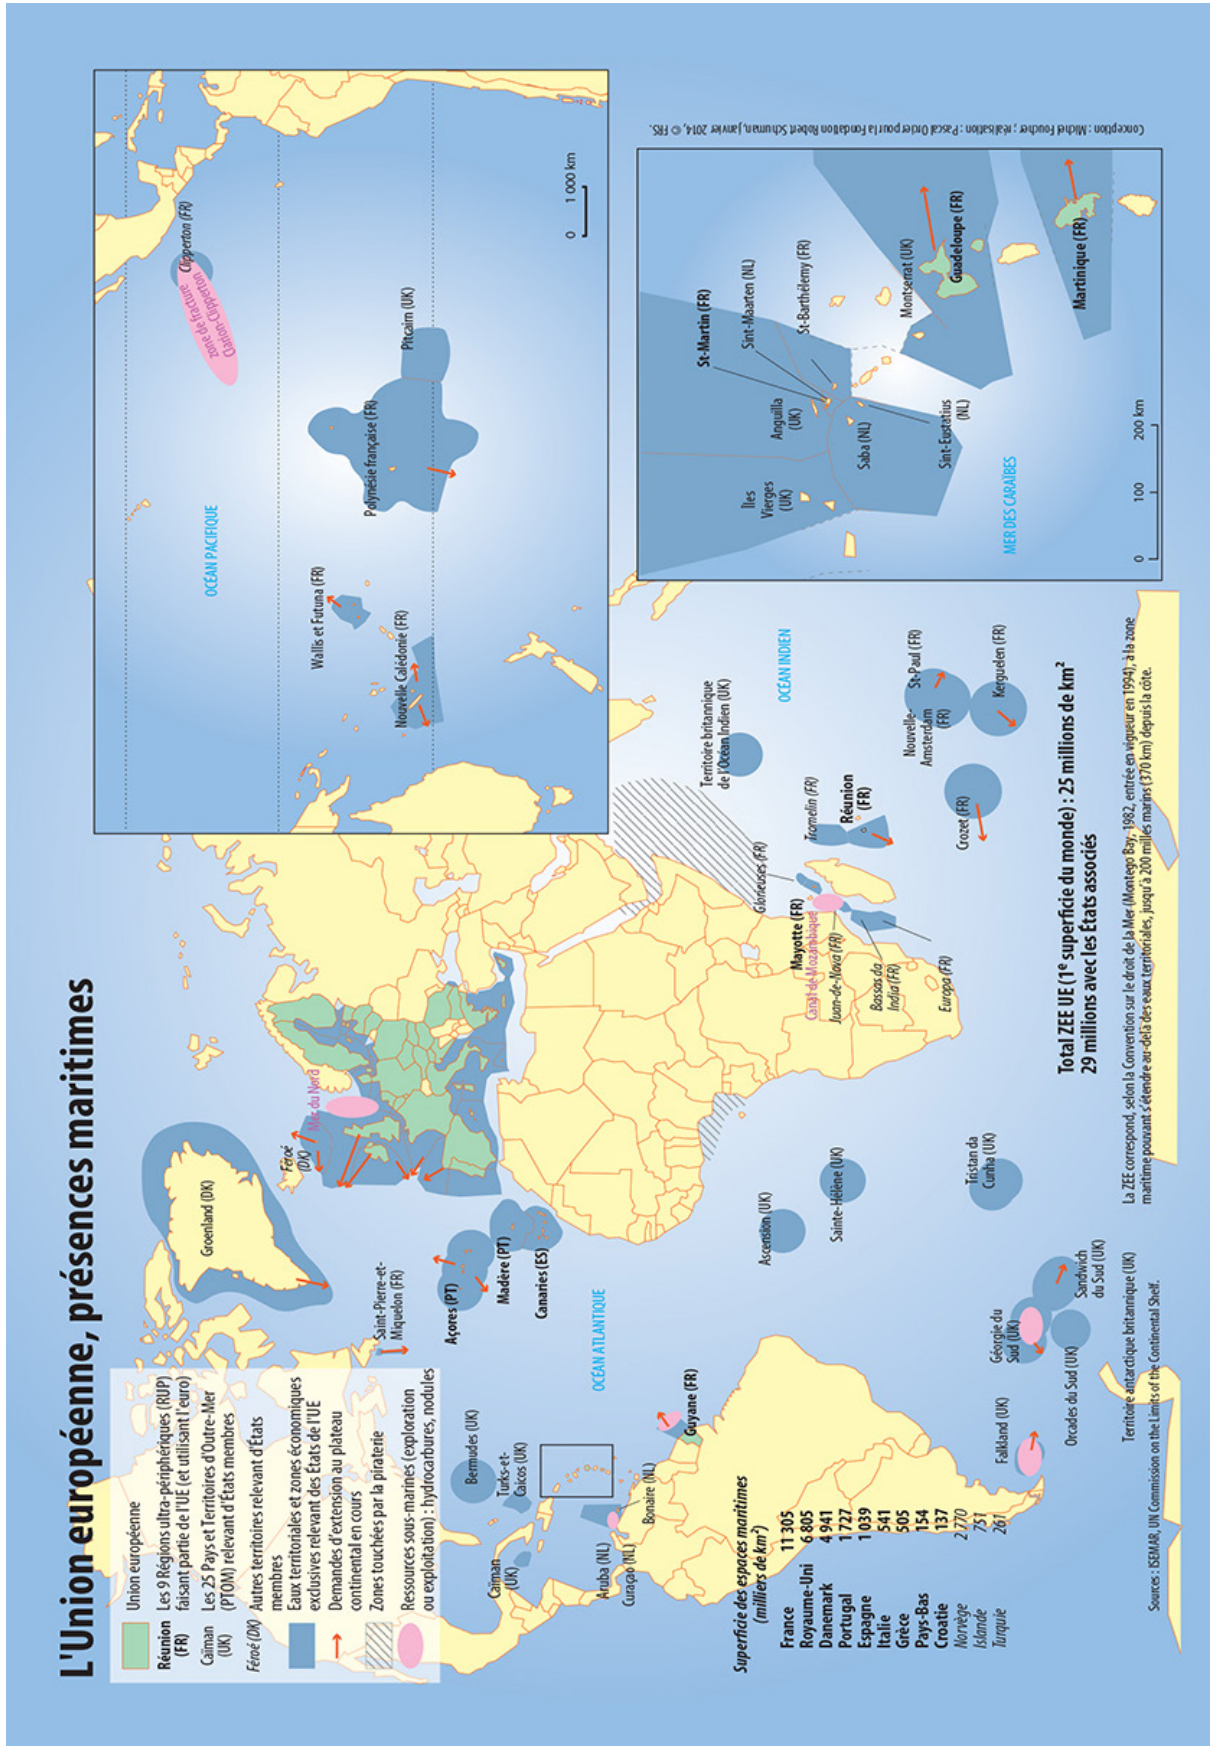 L'Union européenne, présences maritimes
Union européenne
Réunion
(FR)
Les 9 Régions ultra-périphériques (RUP)
faisant partie de l'UE (et utilisant l'euro)
Caïman
(UK)
Les 25 Pays et Territoires d'Outre-Mer
(PTOM) relevant d'États membres
Féroé (DK)
Autres territoires relevant d'États
membres
Eaux territoriales et zones économiques
exclusives relevant des États de l'UE
Demandes d'extension au plateau
continental en cours
Zones touchées par la piraterie
Ressources sous-marines (exploration
ou exploitation) : hydrocarbures, nodules
Groenland (DK)
Féroé
(DK)
Mer du Nord
Saint-Pierre-et-
Miquelon (FR)
Açores (PT)
Madère (PT)
Canaries (ES)
Bermudes (UK)
Turks-et-
Caicos (UK)
Caïman
(UK)
Aruba (NL)
Curaçao (NL)
Bonaire (NL)
OCÉAN ATLANTIQUE
Guyane (FR)
Ascension (UK)
Sainte-Hélène (UK)
Tristan da
Cunha (UK)
Falkland (UK)
Géorgie du
Sud (UK)
Sandwich
du Sud (UK)
Orcades du Sud (UK)
Territoire antarctique britannique (UK)
Glorieuses (FR)
Mayotte (FR)
Canal de Mozambique
Juan-de-Nova (FR)
Bassas da
India (FR)
Europa (FR)
Tromelin (FR)
Réunion
(FR)
Territoire britannique
de l'Océan Indien (UK)
OCÉAN INDIEN
Crozet (FR)
Nouvelle-
Amsterdam
(FR)
St-Paul (FR)
Kerguelen (FR)
Superficie des espaces maritimes
(milliers de km²)
France 11 305
Royaume-Uni 6 805
Danemark 4 941
Portugal 1 727
Espagne 1 039
Italie 541
Grèce 505
Pays-Bas 154
Croatie 137
Norvège 2 770
Islande 751
Turquie 261
Total ZEE UE (1e superficie du monde) : 25 millions de km²
29 millions avec les États associés
La ZEE correspond, selon la Convention sur le droit de la Mer (Montego Bay, 1982, entrée en vigueur en 1994), à la zone
maritime pouvant s'étendre au-delà des eaux territoriales, jusqu'à 200 milles marins (370 km) depuis la côte.
Sources : ISEMAR, UN Commission on the Limits of the Continental Shelf.
OCÉAN PACIFIQUE
Clipperton (FR)
zone de fracture
Clarion-Clipperton
Wallis et Futuna (FR)
Nouvelle Calédonie (FR)
Polynésie française (FR)
Pitcairn (UK)
0 1 000 km
St-Martin (FR)
Sint-Maarten (NL)
St-Barthélemy (FR)
Anguilla
(UK)
Îles
Vierges
(UK)
Saba (NL)
Sint-Eustatius
(NL)
Montserrat (UK)
Guadeloupe (FR)
Martinique (FR)
MER DES CARAÏBES
0 100 200 km
Conception : Michel Foucher ; réalisation : Pascal Orcier pour la Fondation Robert Schuman, janvier 2014, © FRS.